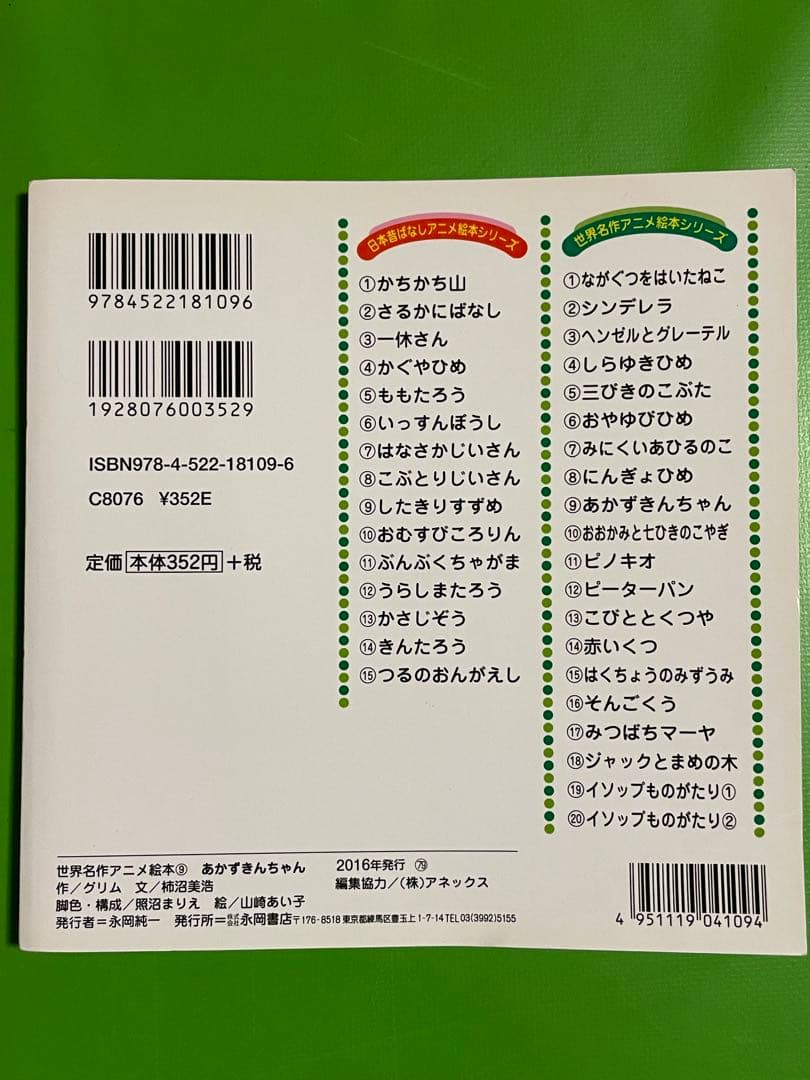 9784522181096
1928076003529
ISBN978-4-522-18109-6
C8076 ¥352E
定価 本体352円 +税
日本昔ばなしアニメ絵本シリーズ
①かちかち山
②さるかにばなし
③一休さん
④かぐやひめ
⑤ももたろう
⑥いっすんぼうし
⑦はなさかじいさん
⑧こぶとりじいさん
⑨したきりすずめ
⑩おむすびころりん
⑪ぶんぶくちゃがま
⑫うらしまたろう
⑬かさじぞう
⑭きんたろう
⑮つるのおんがえし
世界名作アニメ絵本シリーズ
①ながぐつをはいたねこ
②シンデレラ
③ヘンゼルとグレーテル
④しらゆきひめ
⑤三びきのこぶた
⑥おやゆびひめ
⑦みにくいあひるのこ
⑧にんぎょひめ
⑨あかずきんちゃん
⑩おおかみと七ひきのこやぎ
⑪ピノキオ
⑫ピーターパン
⑬こびととくつや
⑭赤いくつ
⑮はくちょうのみずうみ
⑯そんごくう
⑰みつばちマーヤ
⑱ジャックとまめの木
⑲イソップものがたり①
⑳イソップものがたり②
世界名作アニメ絵本⑨ あかずきんちゃん
作/グリム 文/柿沼美浩
脚色・構成/照沼まりえ 絵/山崎あい子
2016年発行 ㊆㊈
編集協力/(株)アネックス
発行者=永岡純一 発行所=株式会社永岡書店〒176-8518 東京都練馬区豊玉上1-7-14 TEL 03(3992)5155
4 951119 041094